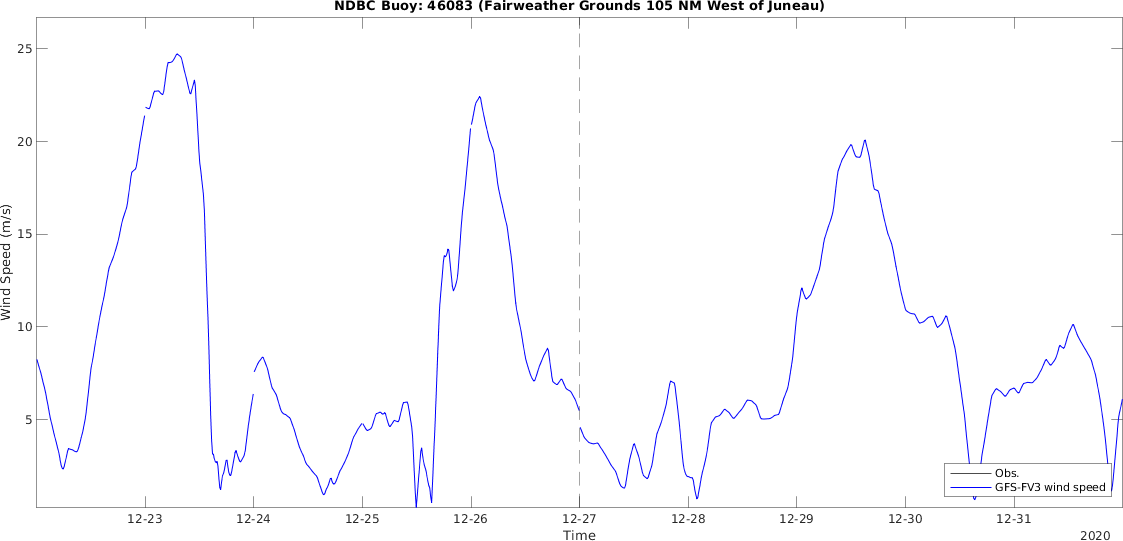 NDBC Buoy: 46083 (Fairweather Grounds 105 NM West of Juneau)
25
20
15
10
5
Wind Speed (m/s)
Obs.
GFS-FV3 wind speed
12-23 12-24 12-25 12-26 12-27 12-28 12-29 12-30 12-31
Time
2020